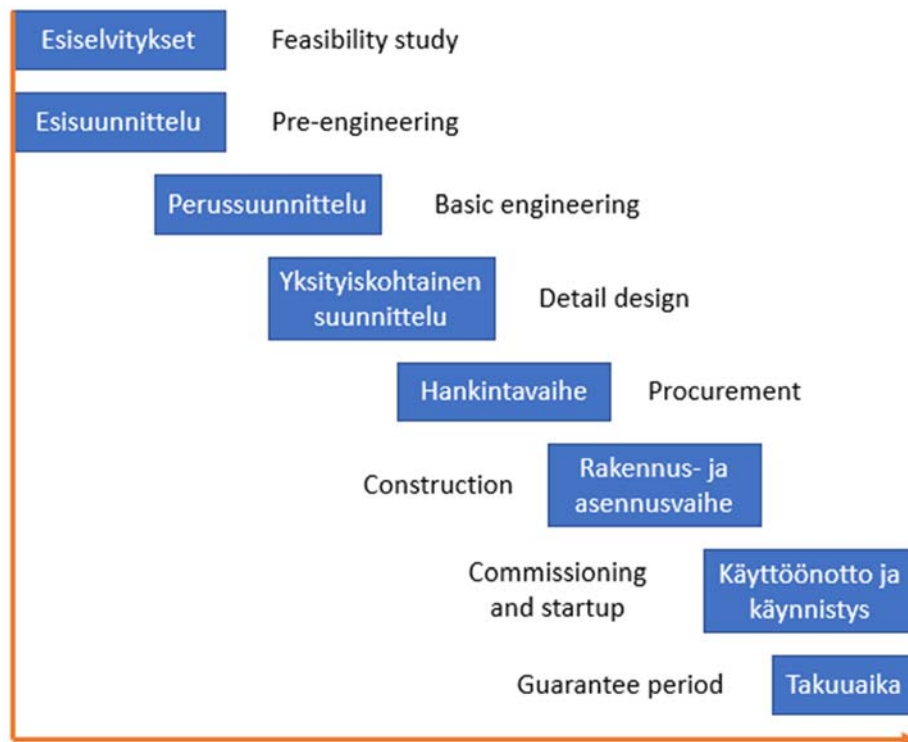 Esiselvitykset Feasibility study
Esisuunnittelu Pre-engineering
Perussuunnittelu Basic engineering
Yksityiskohtainen
suunnittelu
Detail design
Hankintavaihe Procurement
Construction
Rakennus- ja
asennusvaihe
Commissioning
and startup
Käyttöönotto ja
käynnistys
Guarantee period Takuuaika